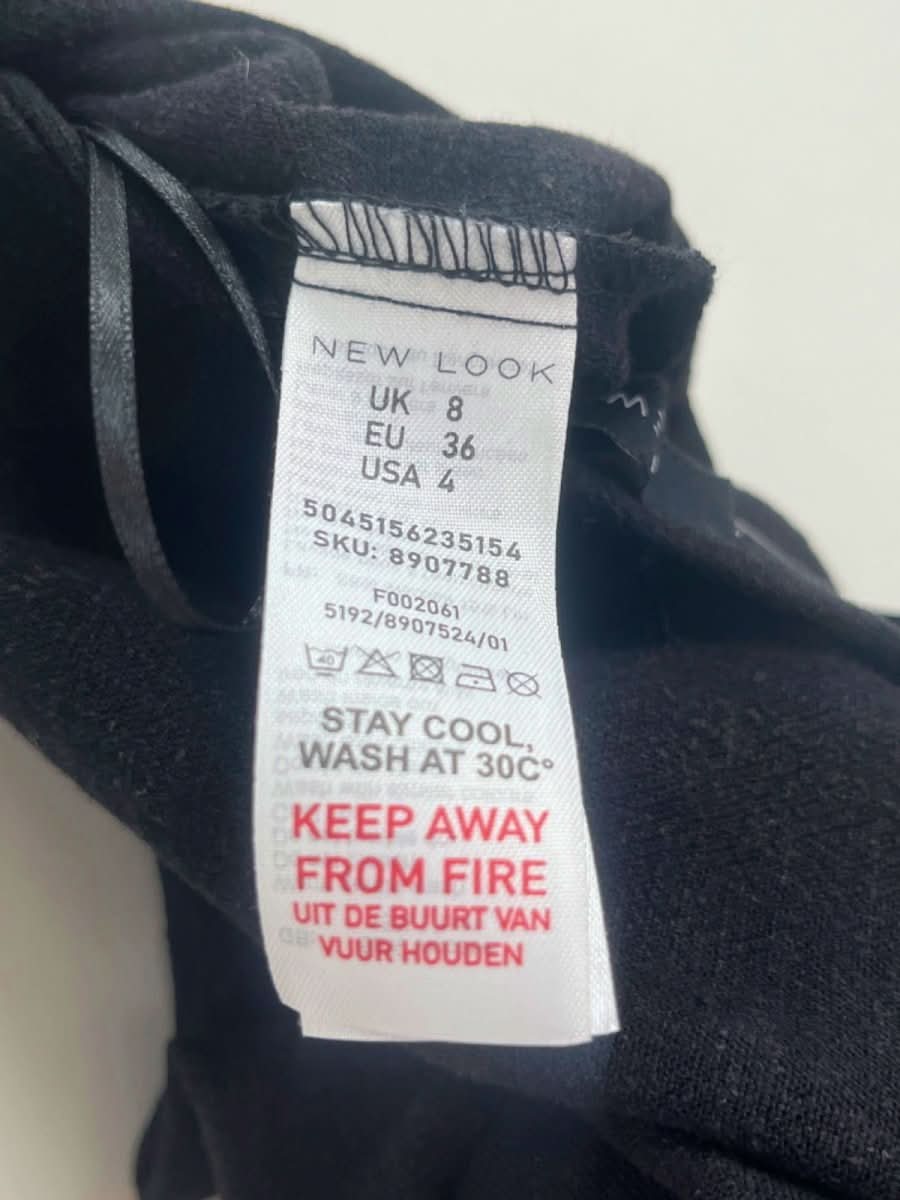 NEW LOOK
UK 8
EU 36
USA 4
5045156235154
SKU: 8907788
F002061
5192/8907524/01
40
STAY COOL,
WASH AT 30C°
KEEP AWAY
FROM FIRE
UIT DE BUURT VAN
VUUR HOUDEN